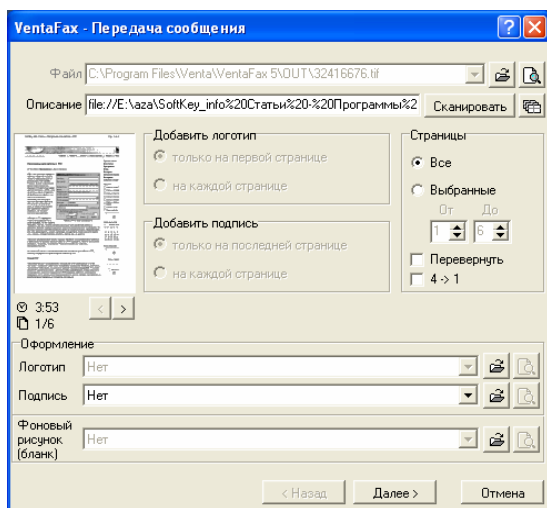 VentaFax - Передача сообщения
Файл C:\Program Files\Venta\VentaFax 5\OUT\32416676.tif
Описание file://E:\aza\SoftKey_info%20Статьи%20-%20Программы%2 Сканировать
Добавить логотип
только на первой странице
на каждой странице
Добавить подпись
только на последней странице
на каждой странице
Страницы
Все
Выбранные
От До
1 6
Перевернуть
4 -> 1
3:53 < >
1/6
Оформление
Логотип Нет
Подпись Нет
Фоновый рисунок (бланк) Нет
< Назад Далее > Отмена